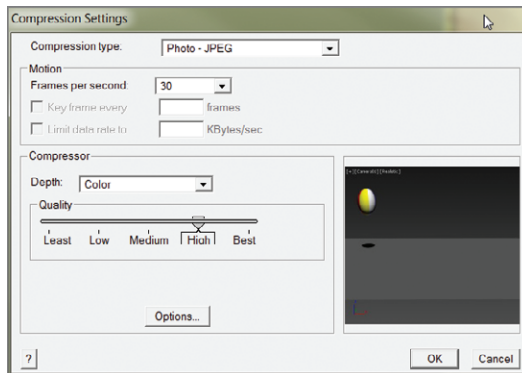 Compression Settings
Compression type: Photo - JPEG
Motion
Frames per second: 30
Key frame every frames
Limit data rate to KBytes/sec
Compressor
Depth: Color
Quality
Least Low Medium High Best
Options...
?
OK Cancel